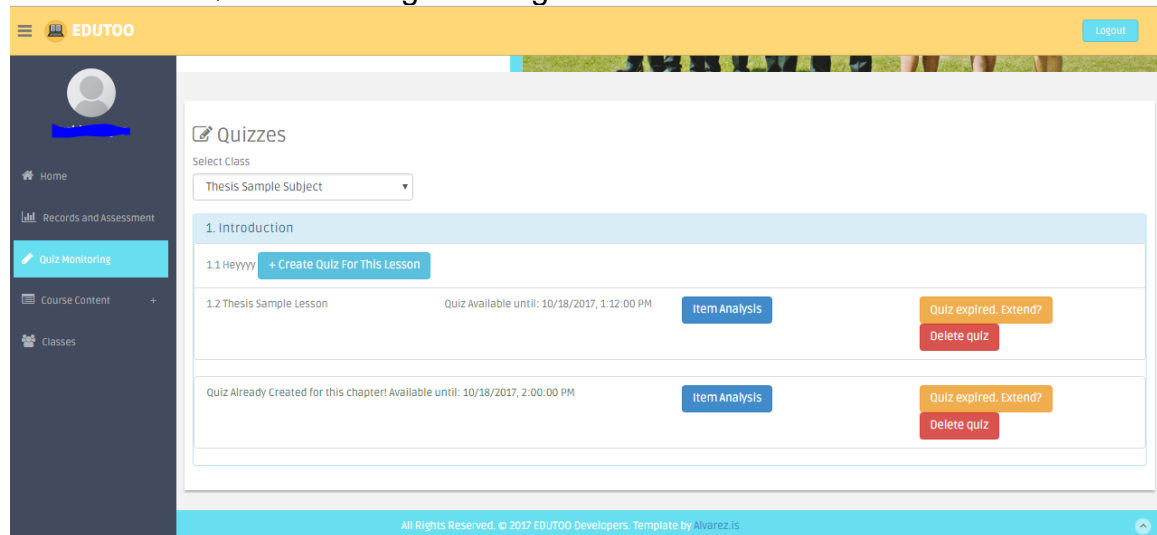 EDUTOO
Logout
Quizzes
Select Class
Thesis Sample Subject
Home
Records and Assessment
Quiz Monitoring
Course Content +
Classes
1. Introduction
1.1 Heyyyy + Create Quiz For This Lesson
1.2 Thesis Sample Lesson Quiz Available until: 10/18/2017, 1:12:00 PM Item Analysis Quiz expired. Extend?
Delete quiz
Quiz Already Created for this chapter! Available until: 10/18/2017, 2:00:00 PM Item Analysis Quiz expired. Extend?
Delete quiz
All Rights Reserved. © 2017 EDUTOO Developers. Template by Alvarez.is